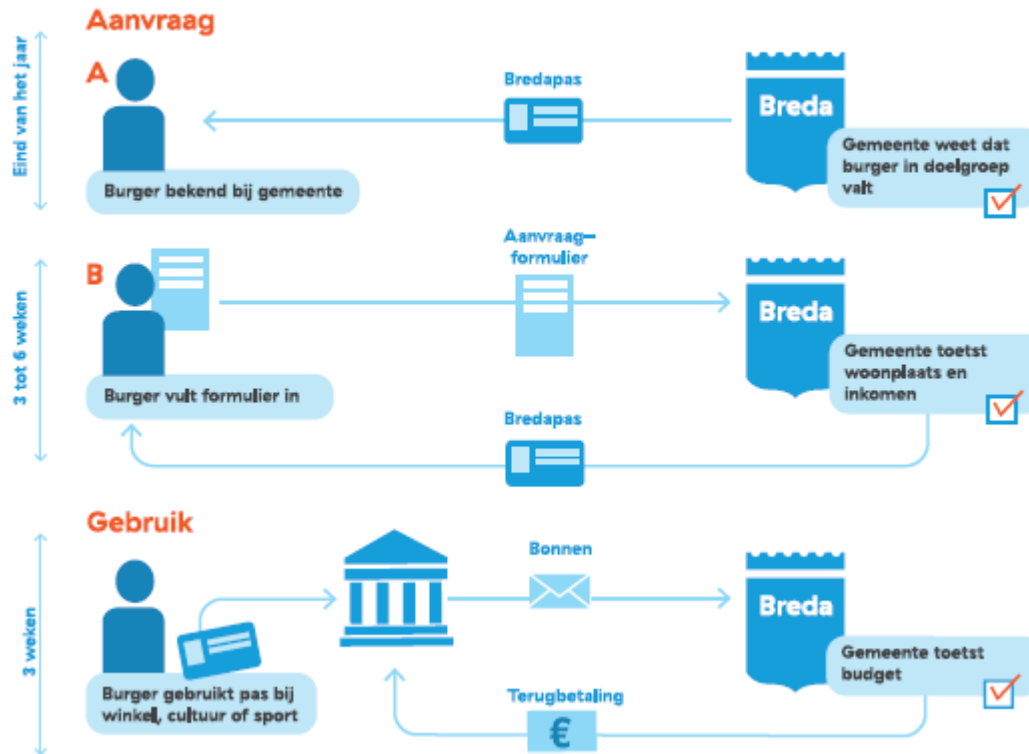 Aanvraag
Eind van het jaar
A
Bredapas
Breda
Gemeente weet dat
burger in doelgroep
valt
Burger bekend bij gemeente
3 tot 6 weken
B
Aanvraag–
formulier
Breda
Burger vult formulier in
Gemeente toetst
woonplaats en
inkomen
Bredapas
Gebruik
3 weken
Bonnen
Breda
Burger gebruikt pas bij
winkel, cultuur of sport
Gemeente toetst
budget
Terugbetaling
€